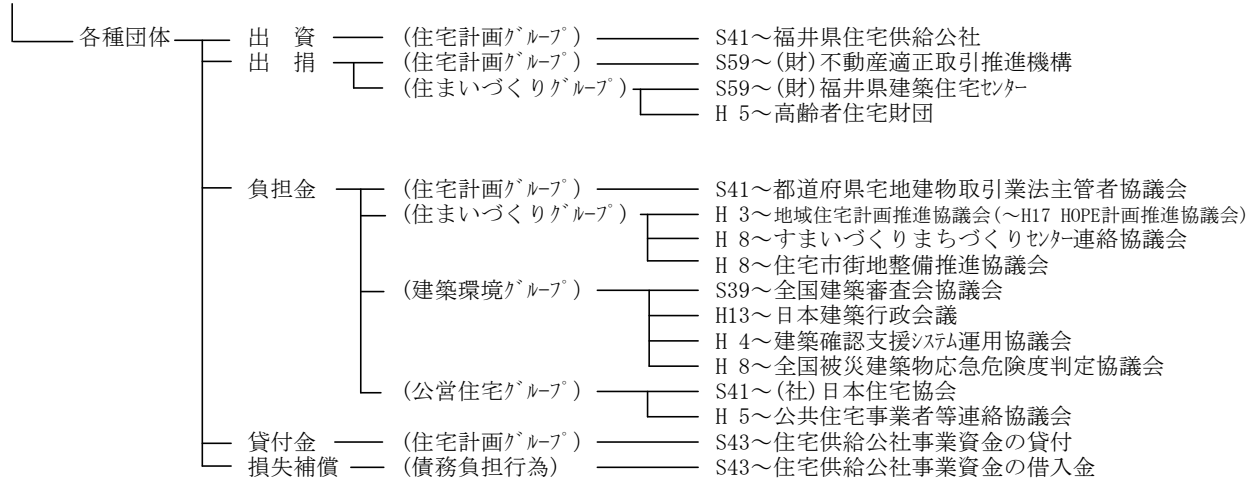 各種団体 出　資 (住宅計画ｸﾞﾙｰﾌﾟ) S41～福井県住宅供給公社
出　捐 (住宅計画ｸﾞﾙｰﾌﾟ) S59～(財)不動産適正取引推進機構
(住まいづくりｸﾞﾙｰﾌﾟ) S59～(財)福井県建築住宅ｾﾝﾀｰ
H 5～高齢者住宅財団
負担金 (住宅計画ｸﾞﾙｰﾌﾟ) S41～都道府県宅地建物取引業法主管者協議会
(住まいづくりｸﾞﾙｰﾌﾟ) H 3～地域住宅計画推進協議会(～H17 HOPE計画推進協議会)
H 8～すまいづくりまちづくりｾﾝﾀｰ連絡協議会
H 8～住宅市街地整備推進協議会
(建築環境ｸﾞﾙｰﾌﾟ) S39～全国建築審査会協議会
H13～日本建築行政会議
H 4～建築確認支援ｼｽﾃﾑ運用協議会
H 8～全国被災建築物応急危険度判定協議会
(公営住宅ｸﾞﾙｰﾌﾟ) S41～(社)日本住宅協会
H 5～公共住宅事業者等連絡協議会
貸付金 (住宅計画ｸﾞﾙｰﾌﾟ) S43～住宅供給公社事業資金の貸付
損失補償 (債務負担行為) S43～住宅供給公社事業資金の借入金